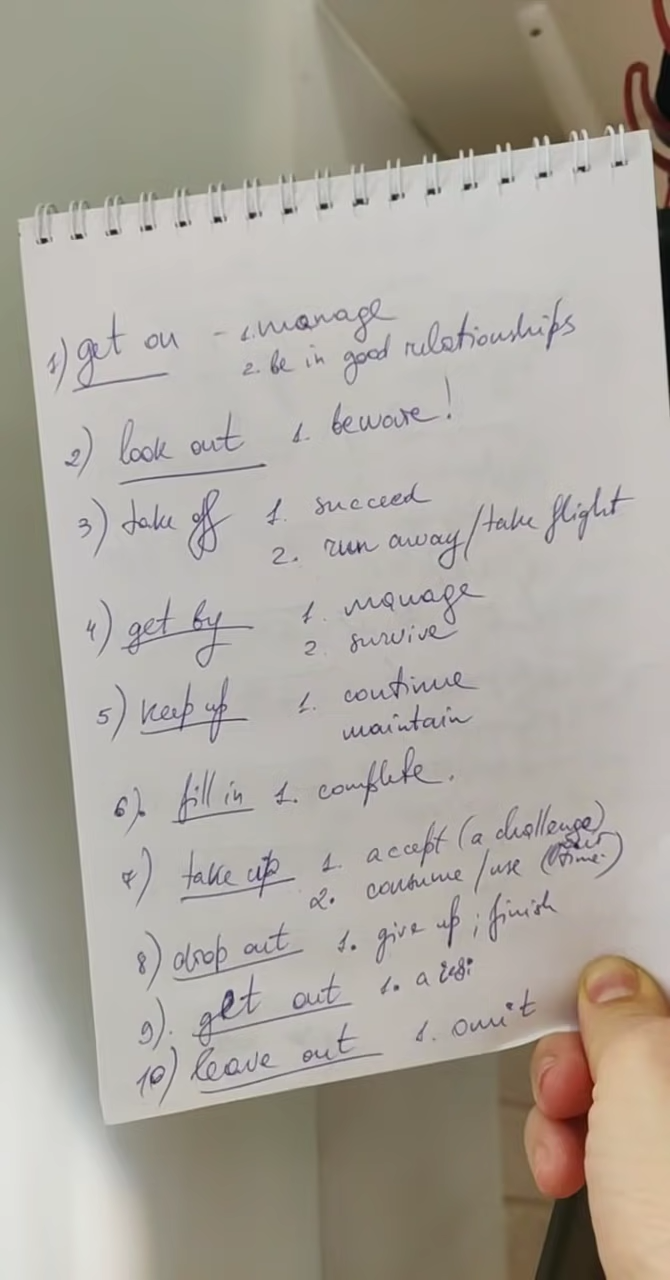 1) get on - 1. manage
2. be in good relationships
2) look out 1. beware!
3) take off 1. succeed
2. run away/take flight
4) get by 1. manage
2. survive
5) keep up 1. continue
maintain
6). fill in 1. complete.
7) take up 1. accept (a challenge)
2. consume/use (time.)
8) drop out 1. give up; finish
9). get out 1.
10) leave out 1. omit